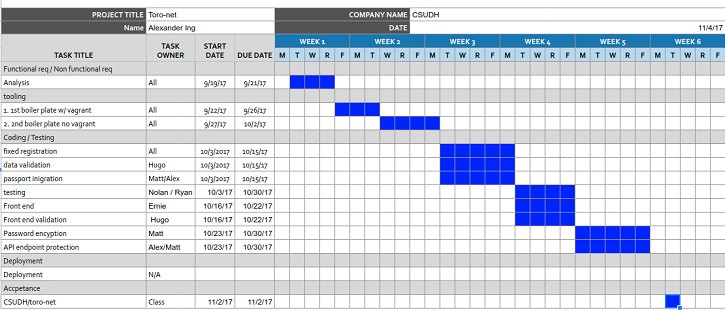 PROJECT TITLE Toro-net COMPANY NAME CSUDH
Name Alexander Ing DATE 11/4/17
WEEK 1 WEEK 2 WEEK 3 WEEK 4 WEEK 5 WEEK 6
TASK TITLE TASK OWNER START DATE DUE DATE M T W R F M T W R F M T W R F M T W R F M T W R F M T W R F
Functional req / Non functional req
Analysis All 9/19/17 9/21/17
tooling
1. 1st boiler plate w/ vagrant All 9/22/17 9/26/17
2. 2nd boiler plate no vagrant All 9/27/17 10/2/17
Coding / Testing
fixed registration All 10/3/2017 10/15/17
data validation Hugo 10/3/2017 10/15/17
passport inigration Matt/Alex 10/3/2017 10/15/17
testing Nolan / Ryan 10/3/17 10/30/17
Front end Ernie 10/16/17 10/22/17
Front end validation Hugo 10/16/17 10/22/17
Password encyption Matt 10/23/17 10/30/17
API endpoint protection Alex/Matt 10/23/17 10/30/17
Deployment
Deployment N/A
Accpetance
CSUDH/toro-net Class 11/2/17 11/2/17